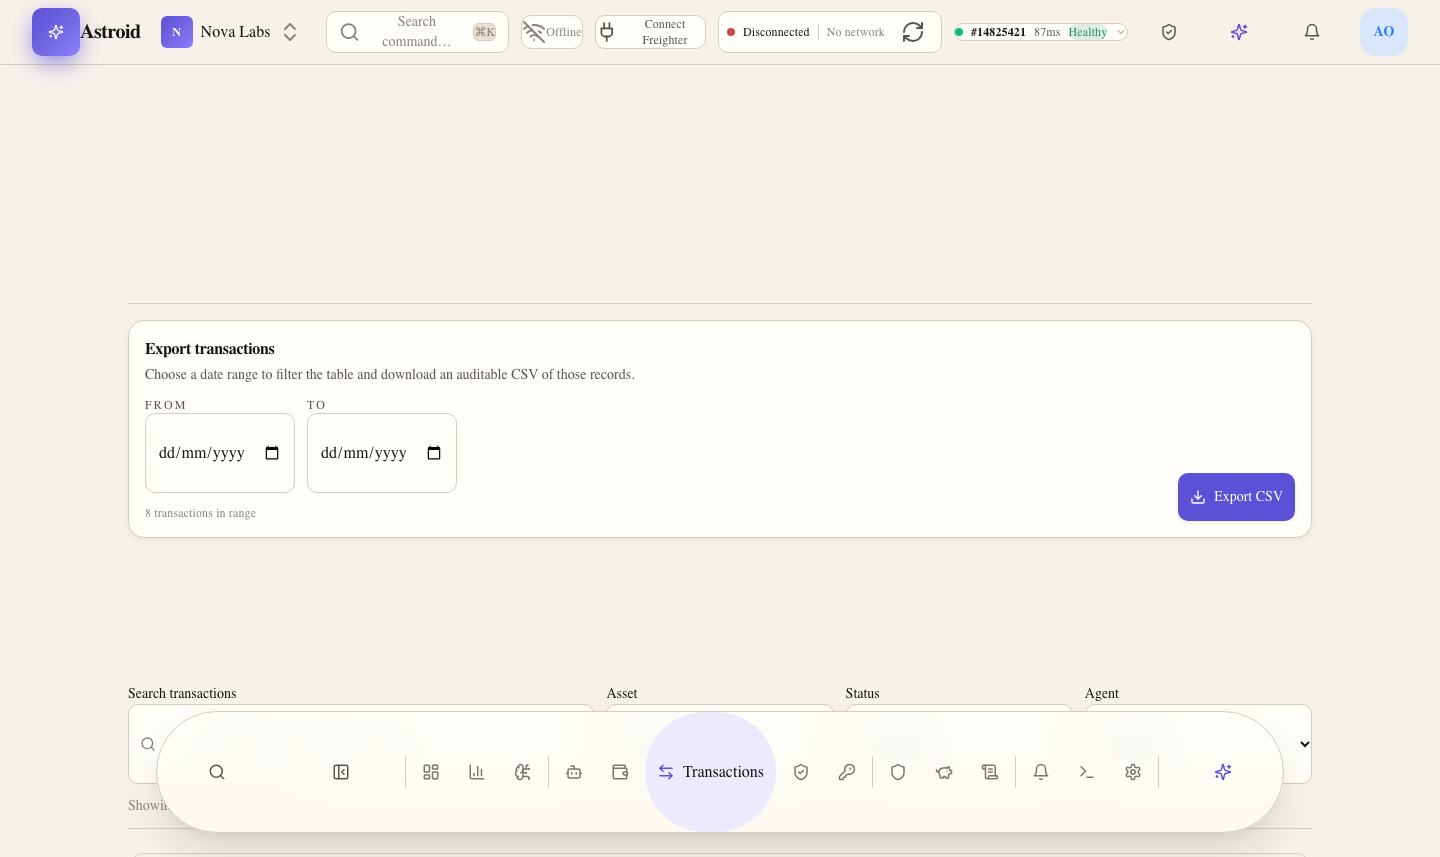 Astroid
N
Nova Labs
Search command…
⌘K
Offline
Connect Freighter
Disconnected
No network
#14825421
87ms
Healthy
AO
Export transactions
Choose a date range to filter the table and download an auditable CSV of those records.
FROM
TO
dd/mm/yyyy
dd/mm/yyyy
8 transactions in range
Export CSV
Search transactions
Asset
Status
Agent
Transactions